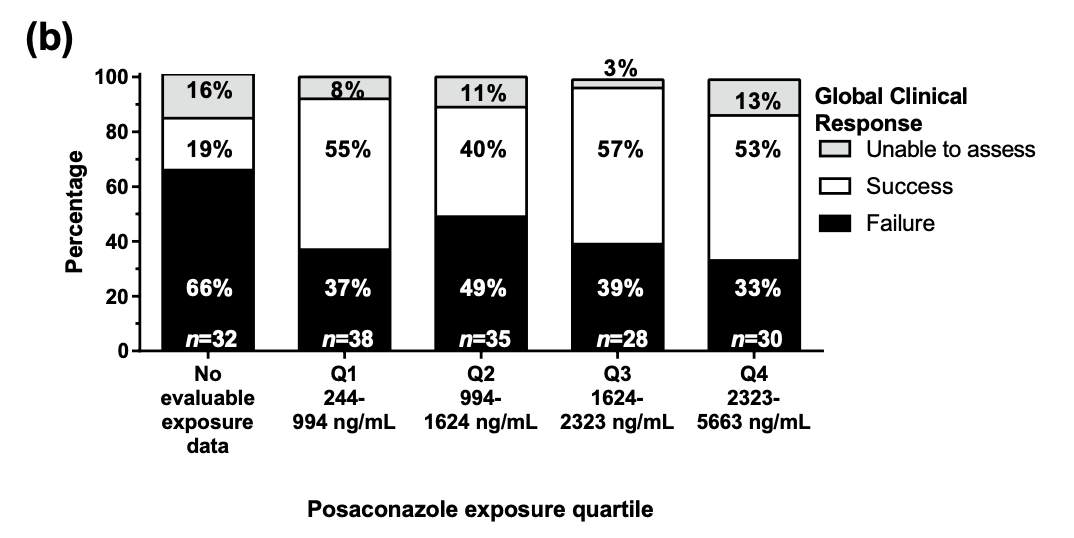 (b)
100
80
60
40
20
0
Percentage
16%
19%
66%
n=32
8%
55%
37%
n=38
11%
40%
49%
n=35
3%
57%
39%
n=28
13%
53%
33%
n=30
Global Clinical
Response
Unable to assess
Success
Failure
No
evaluable
exposure
data
Q1
244-
994 ng/mL
Q2
994-
1624 ng/mL
Q3
1624-
2323 ng/mL
Q4
2323-
5663 ng/mL
Posaconazole exposure quartile